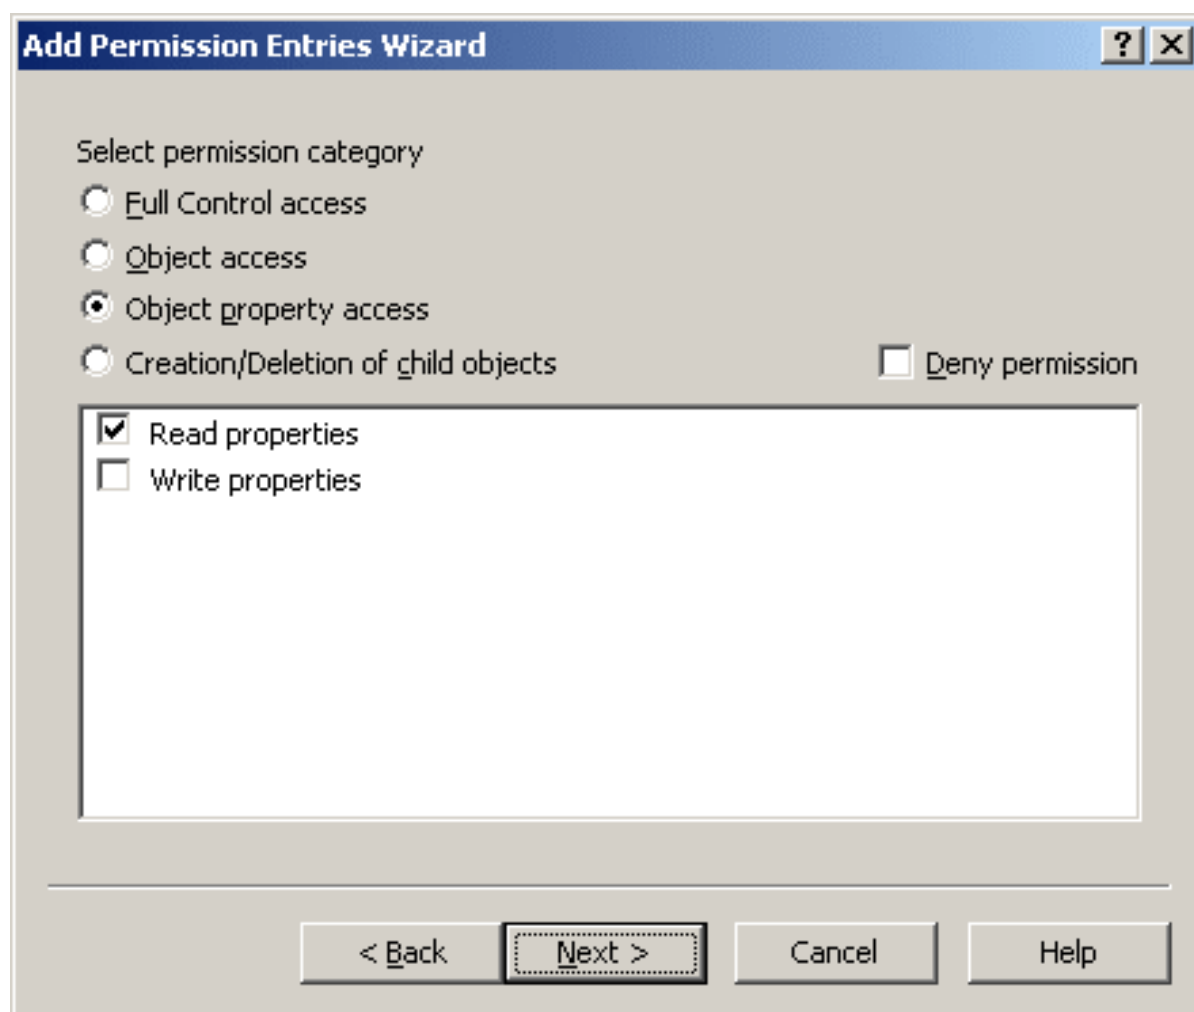 Add Permission Entries Wizard
Select permission category
Full Control access
Object access
Object property access
Creation/Deletion of child objects
Deny permission
Read properties
Write properties
< Back Next > Cancel Help